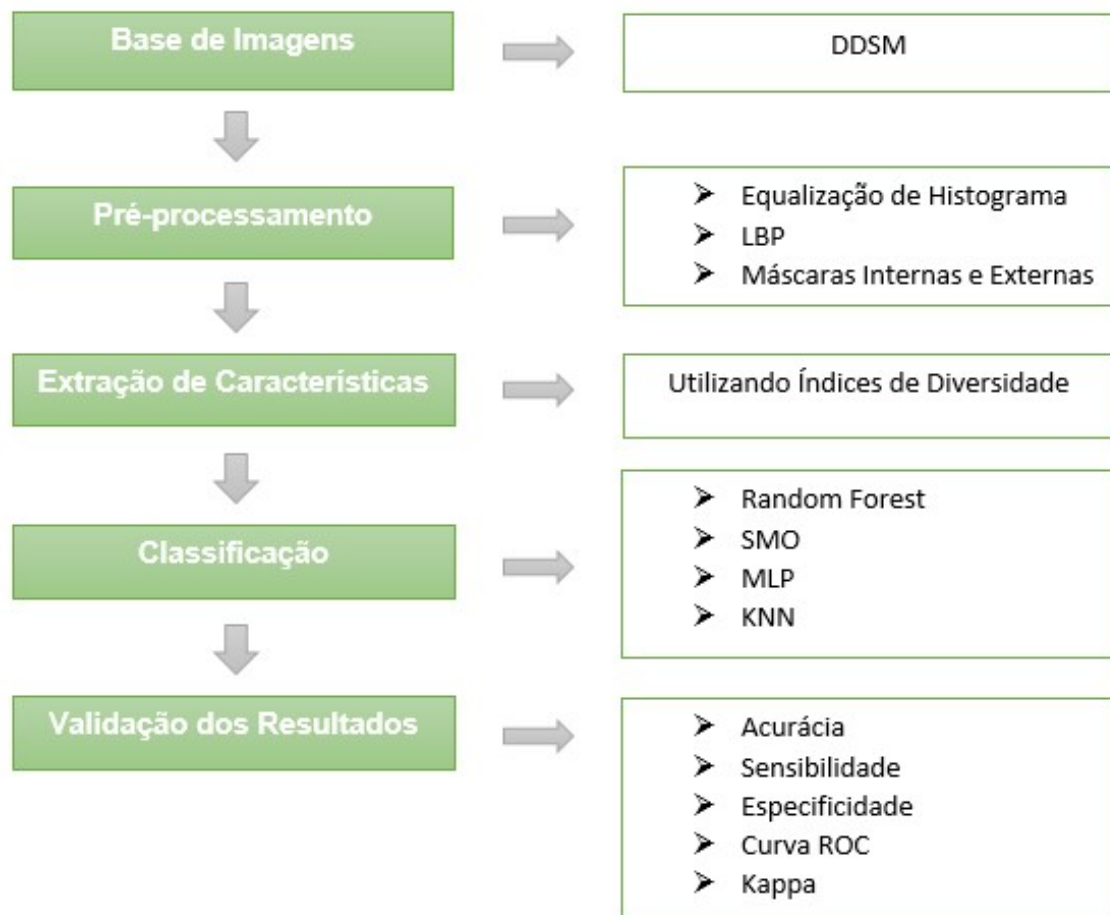 Base de Imagens
DDSM
Pré-processamento
➢ Equalização de Histograma
➢ LBP
➢ Máscaras Internas e Externas
Extração de Características
Utilizando Índices de Diversidade
Classificação
➢ Random Forest
➢ SMO
➢ MLP
➢ KNN
Validação dos Resultados
➢ Acurácia
➢ Sensibilidade
➢ Especificidade
➢ Curva ROC
➢ Kappa